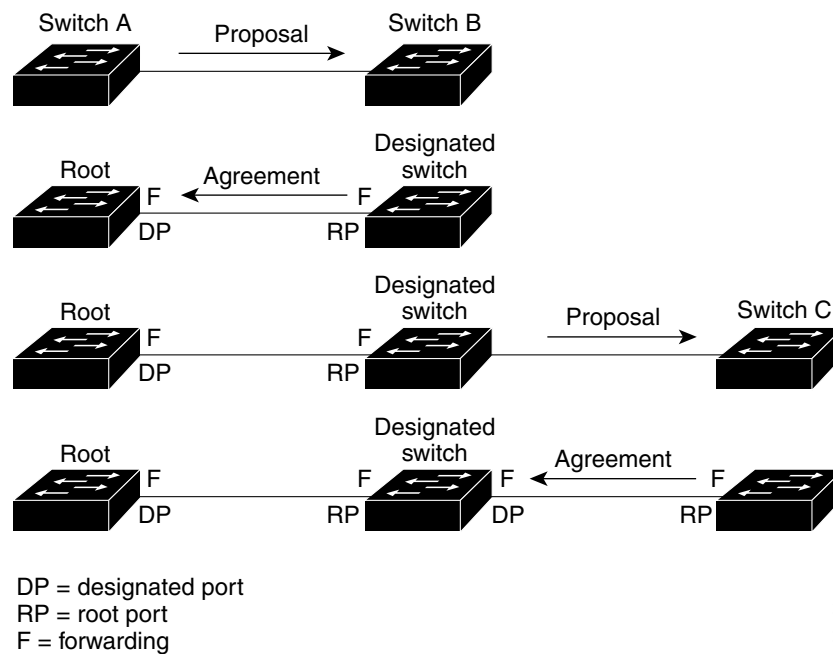 Switch A
Proposal
Switch B
Root
F
Agreement
F
Designated
switch
DP
RP
Root
F
F
Designated
switch
Proposal
Switch C
DP
RP
Root
F
F
Designated
switch
F
Agreement
F
DP
RP
DP
RP
DP = designated port
RP = root port
F = forwarding